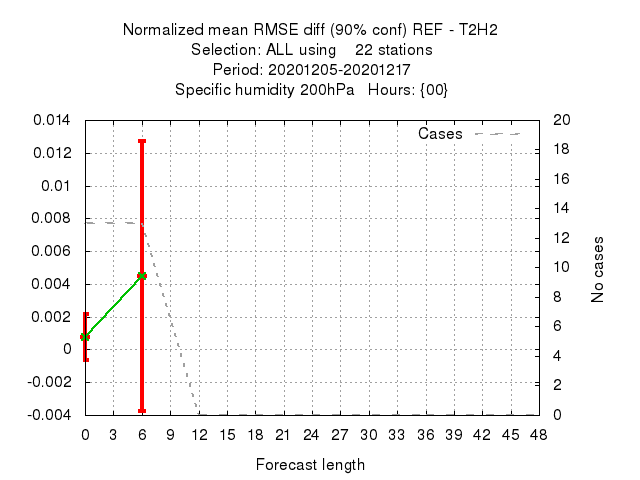 Normalized mean RMSE diff (90% conf) REF - T2H2
Selection: ALL using    22 stations
Period: 20201205-20201217
Specific humidity 200hPa   Hours: {00}
Cases
0.014
0.012
0.01
0.008
0.006
0.004
0.002
0
-0.002
-0.004
20
18
16
14
12
10
8
6
4
2
0
No cases
0 3 6 9 12 15 18 21 24 27 30 33 36 39 42 45 48
Forecast length